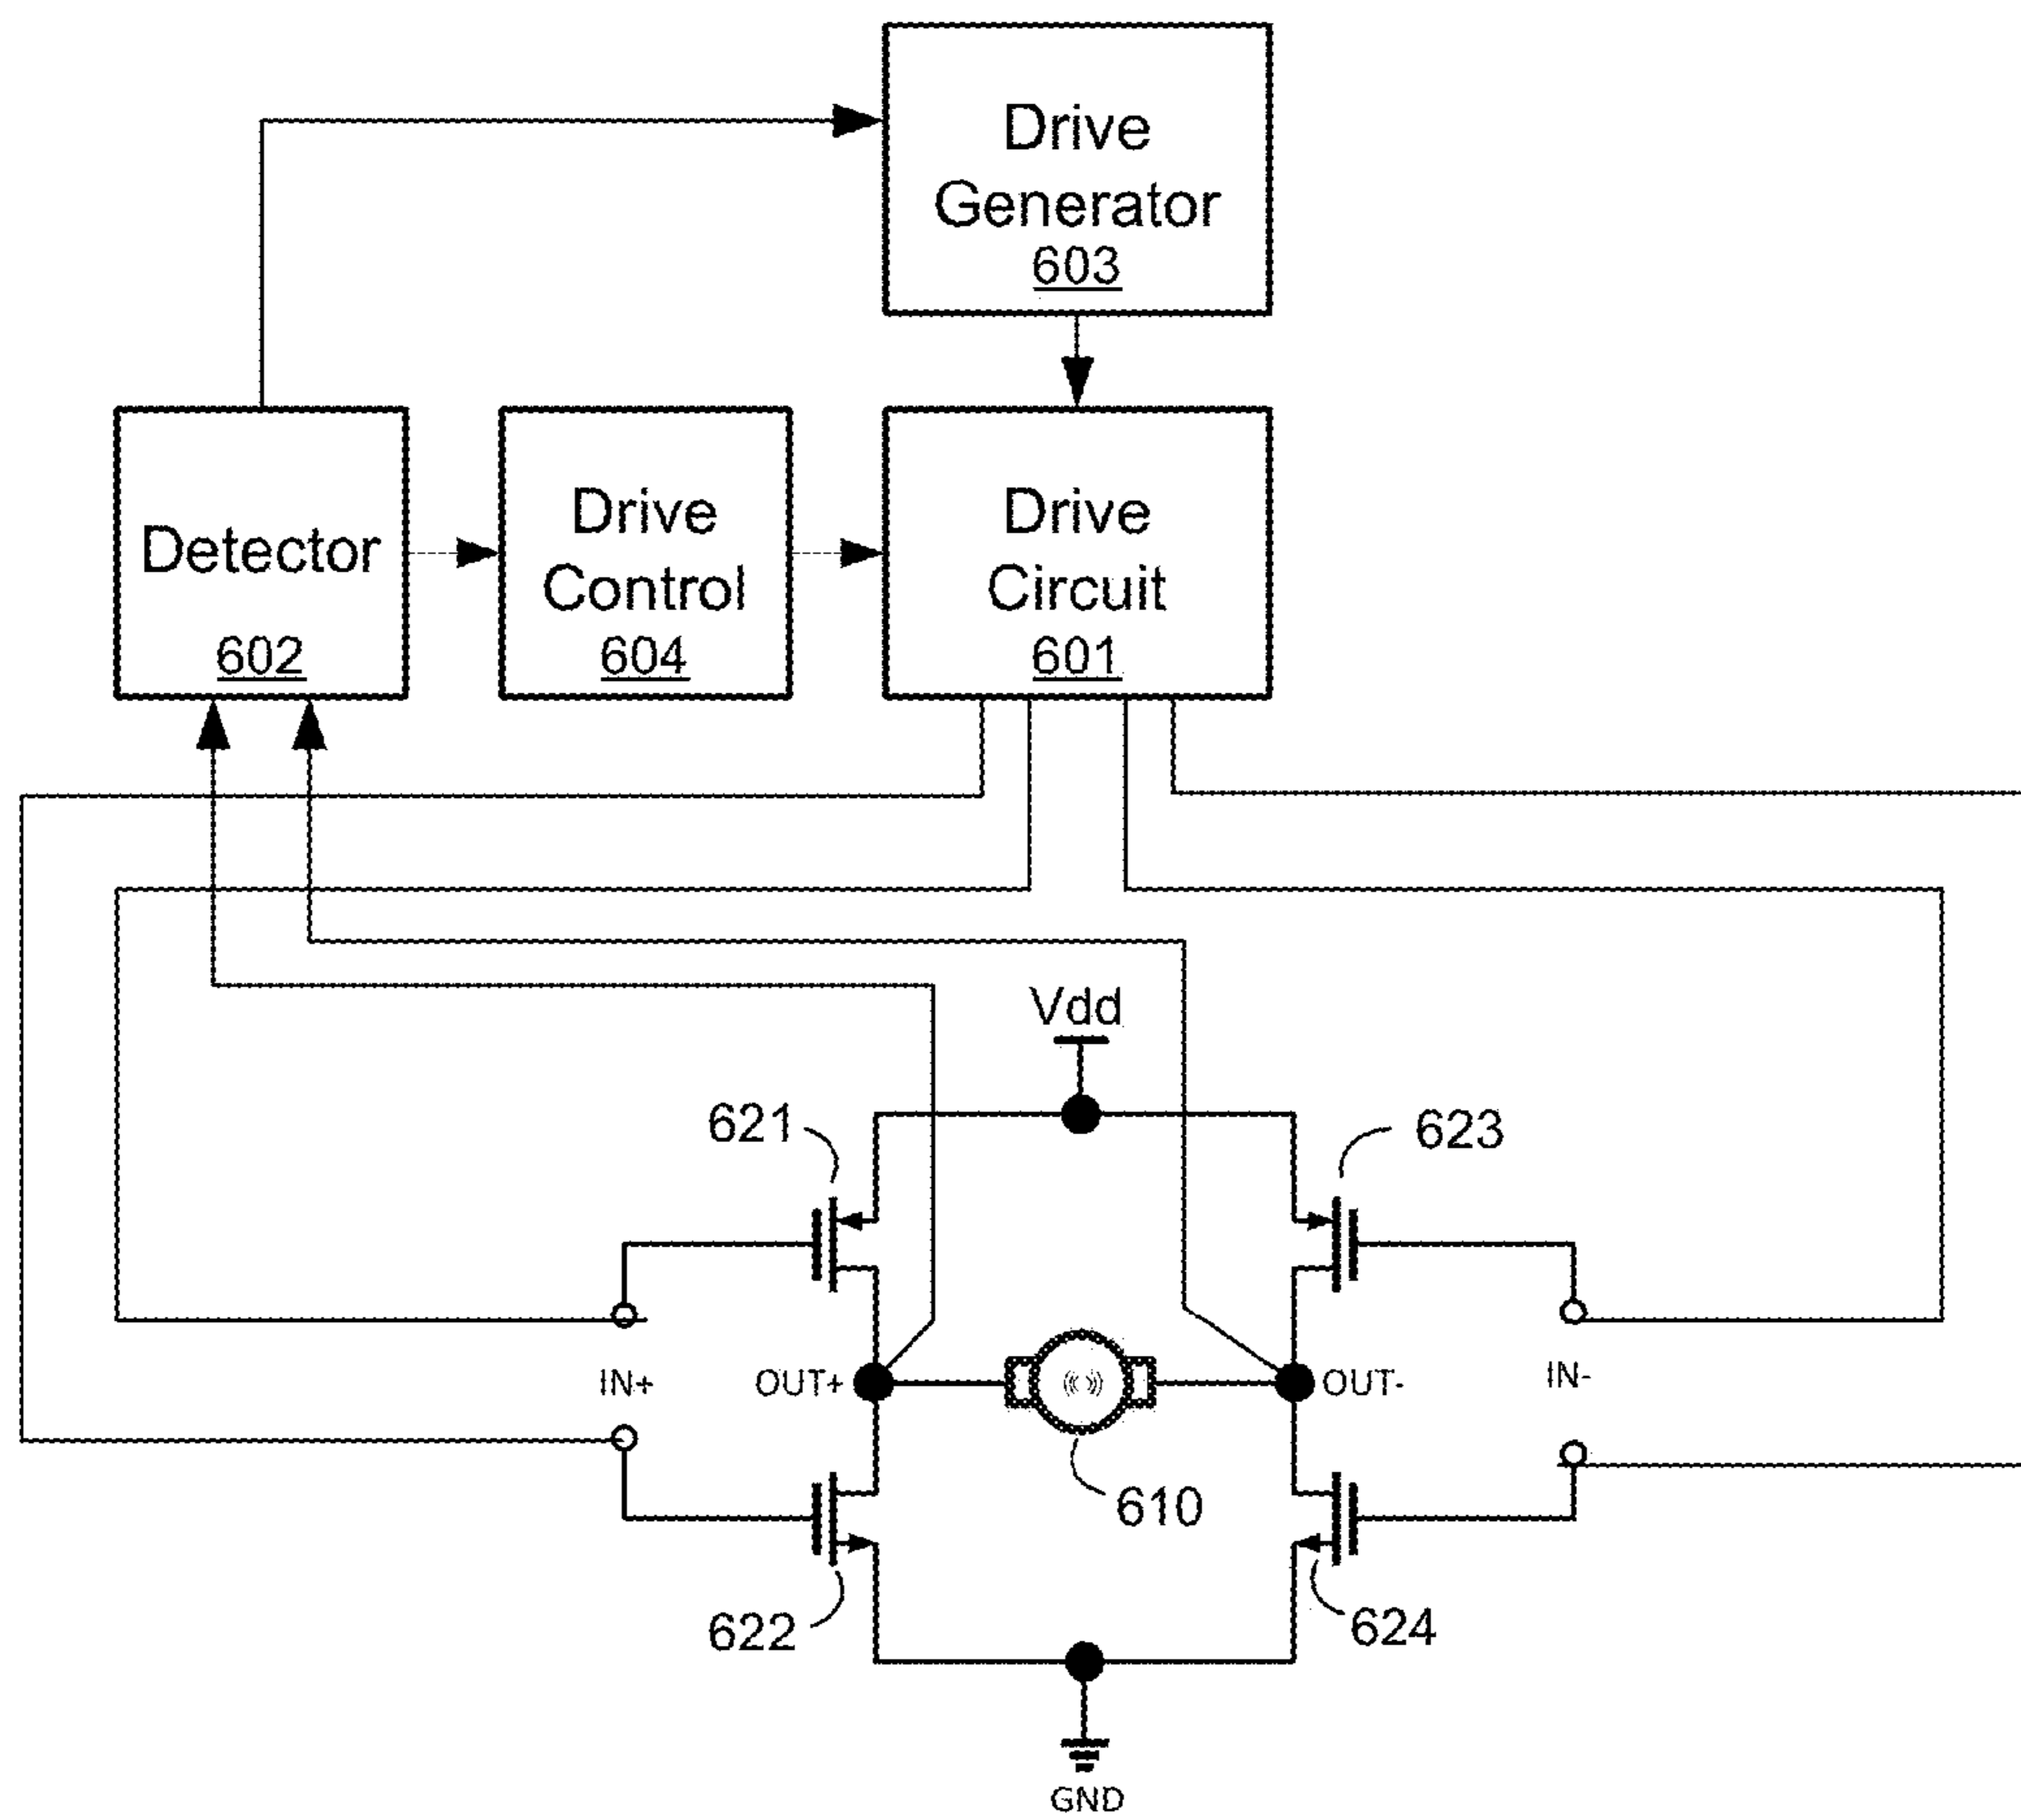 Drive
Generator
603
Detector
602
Drive
Control
604
Drive
Circuit
601
Vdd
621
623
IN+
OUT+
OUT-
IN-
610
622
624
GND